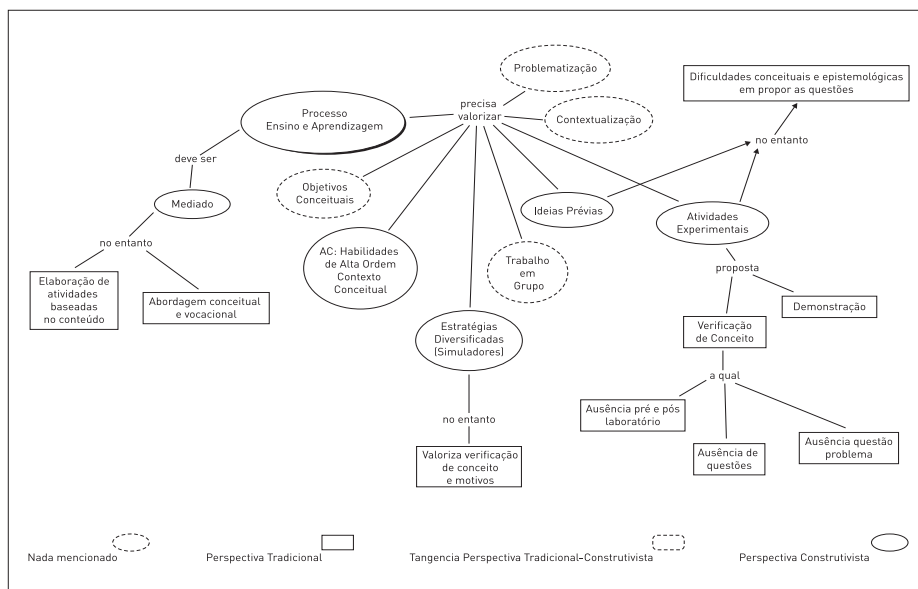 Problematização
Dificuldades conceituais e epistemológicas
em propor as questões
precisa
valorizar
Processo
Ensino e Aprendizagem
Contextualização
no entanto
deve ser
Objetivos
Conceituais
Mediado
Ideias Prévias
Atividades
Experimentais
no entanto
AC: Habilidades
de Alta Ordem
Contexto
Conceitual
Trabalho
em
Grupo
proposta
Elaboração de
atividades
baseadas
no conteúdo
Abordagem conceitual
e vocacional
Demonstração
Estratégias
Diversificadas
(Simuladores)
Verificação
de Conceito
a qual
Ausência pré e pós
laboratório
no entanto
Ausência de
questões
Ausência questão
problema
Valoriza verificação
de conceito
e motivos
Nada mencionado
Perspectiva Tradicional
Tangencia Perspectiva Tradicional-Construtivista
Perspectiva Construtivista